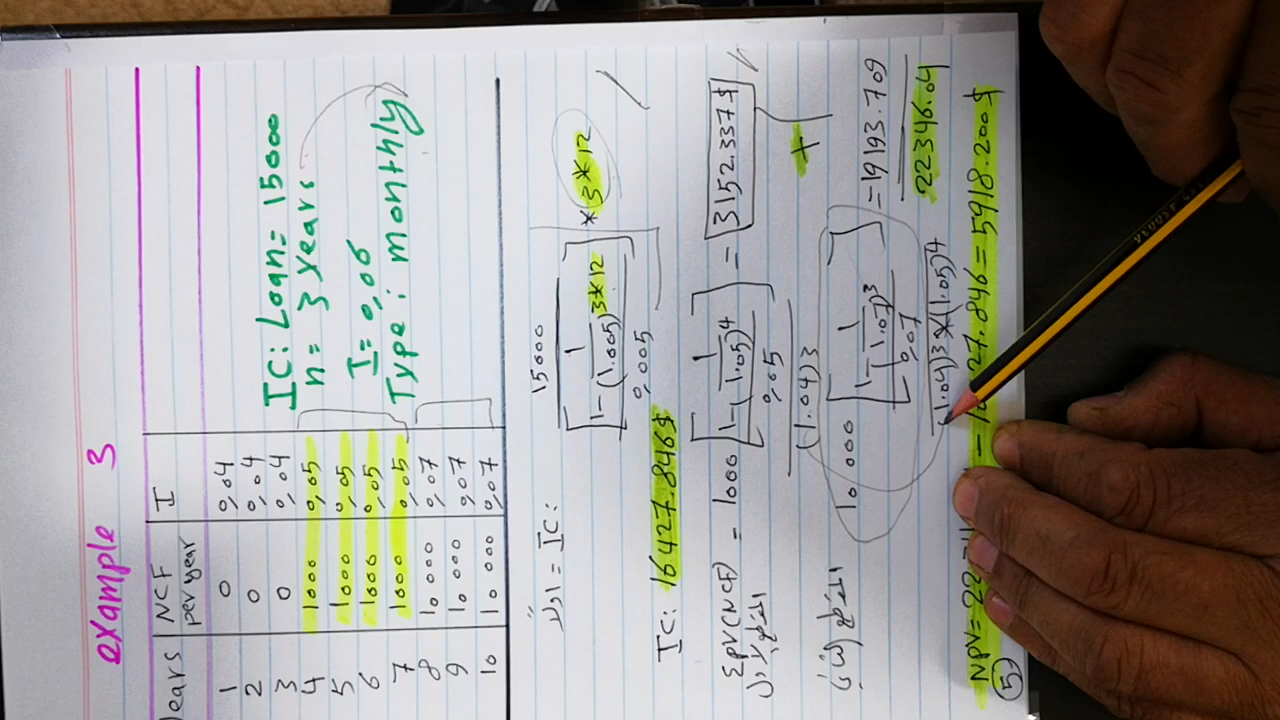 example 3
Years | NCF per year | I
1 0 0,04
2 0 0,04
3 0 0,04
4 1000 0,05
5 1000 0,05
6 1000 0,05
7 1000 0,05
8 10 000 0,07
9 10 000 0,07
10 10 000 0,07
IC: Loan = 15000
n = 3 years
I = 0,06
Type: monthly
= IC: 15000 / [1 - 1/(1.005)^3*12 / 0,005] * 3*12
IC: 16427.846$
ΣPV(NCF) = 1000 [1 - 1/(1.05)^4 / 0,05] / (1.04)^3 = 3152.337$
+
10 000 [1 - 1/(1.07)^3 / 0,07] / (1.04)^3 * (1.05)^4 = 19193.709
22346.04
NPV = 22 27.846 = 5918.200$
5